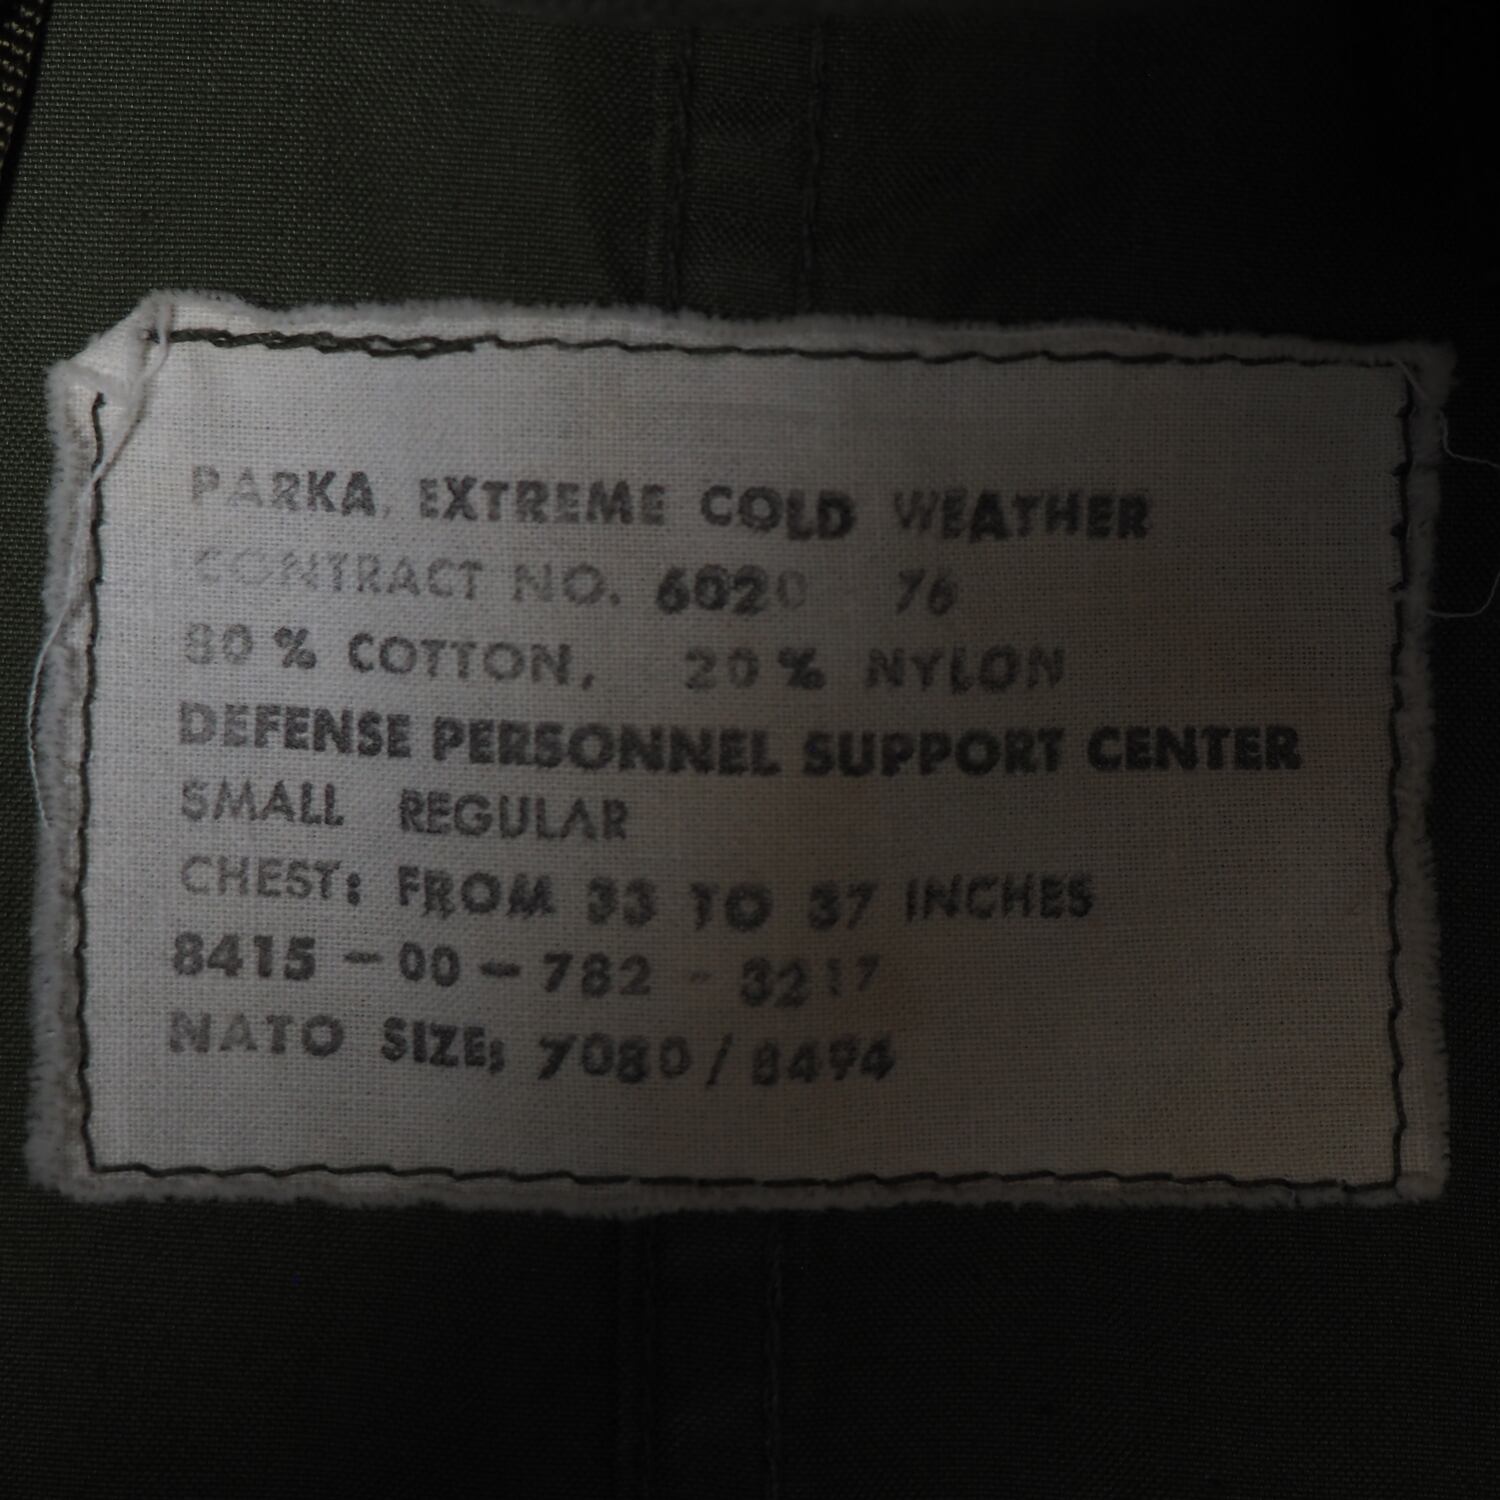 PARKA, EXTREME COLD WEATHER
CONTRACT NO. 6020 76
80% COTTON, 20% NYLON
DEFENSE PERSONNEL SUPPORT CENTER
SMALL REGULAR
CHEST: FROM 33 TO 37 INCHES
8415-00-782-3217
NATO SIZE; 7080/8494